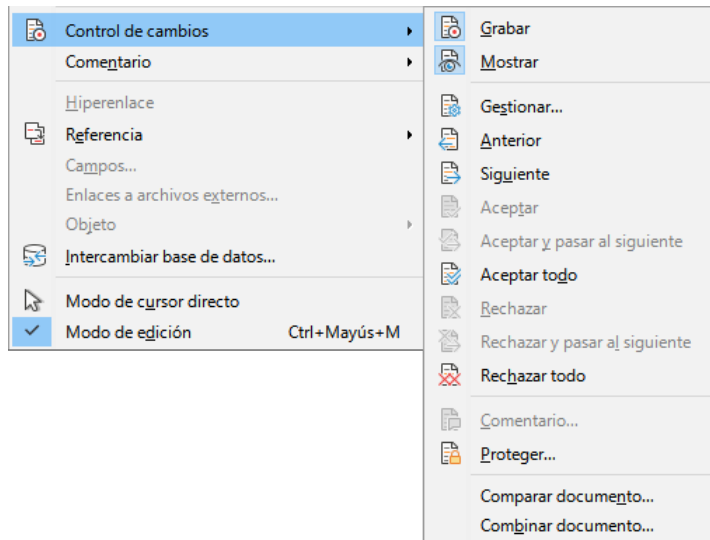 Control de cambios
Comentario
Hiperenlace
Referencia
Campos...
Enlaces a archivos externos...
Objeto
Intercambiar base de datos...
Modo de cursor directo
Modo de edición Ctrl+Mayús+M
Grabar
Mostrar
Gestionar...
Anterior
Siguiente
Aceptar
Aceptar y pasar al siguiente
Aceptar todo
Rechazar
Rechazar y pasar al siguiente
Rechazar todo
Comentario...
Proteger...
Comparar documento...
Combinar documento...